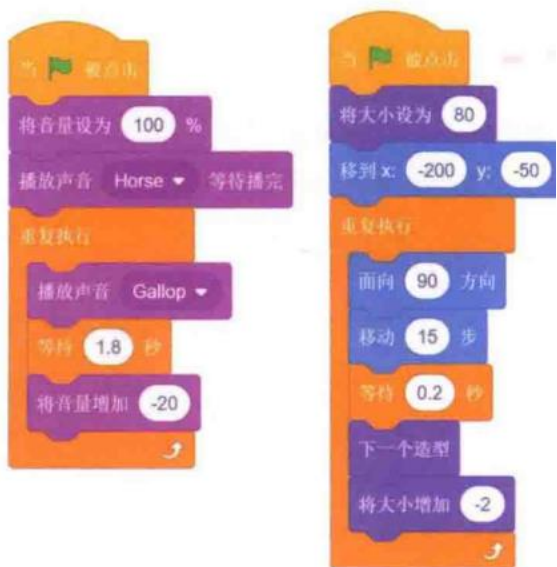 当 被点击
将音量设为 100 %
播放声音 Horse 等待播完
重复执行
播放声音 Gallop
等待 1.8 秒
将音量增加 -20
当 被点击
将大小设为 80
移到 x: -200 y: -50
重复执行
面向 90 方向
移动 15 步
等待 0.2 秒
下一个造型
将大小增加 -2